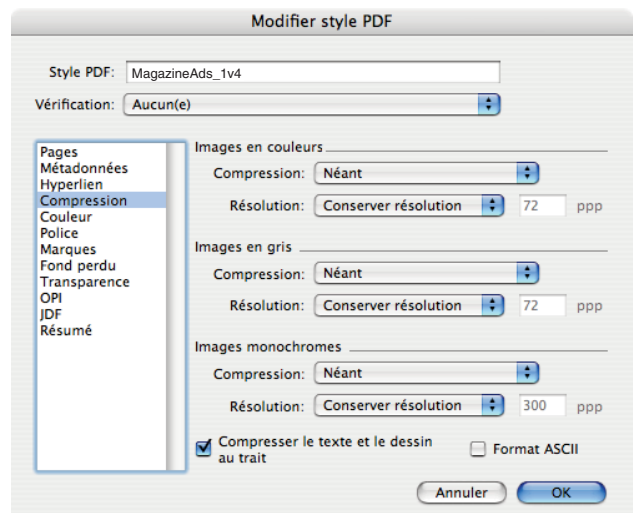 Modifier style PDF
Style PDF: MagazineAds_1v4
Vérification: Aucun(e)
Pages
Métadonnées
Hyperlien
Compression
Couleur
Police
Marques
Fond perdu
Transparence
OPI
JDF
Résumé
Images en couleurs
Compression: Néant
Résolution: Conserver résolution 72 ppp
Images en gris
Compression: Néant
Résolution: Conserver résolution 72 ppp
Images monochromes
Compression: Néant
Résolution: Conserver résolution 300 ppp
Compresser le texte et le dessin
au trait
Format ASCII
Annuler OK